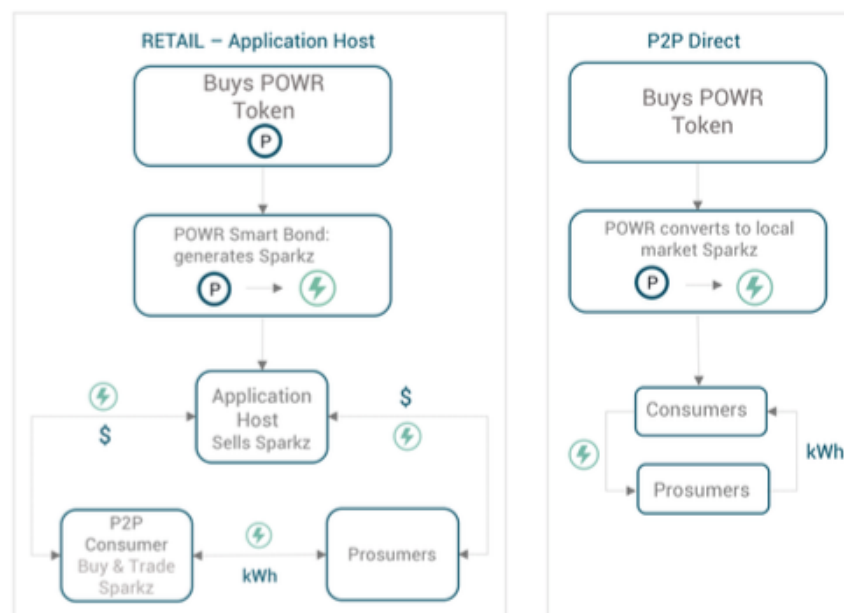 RETAIL – Application Host
Buys POWR
Token
P
POWR Smart Bond:
generates Sparkz
P
Application
Host
Sells Sparkz
$
$
P2P
Consumer
Buy & Trade
Sparkz
kWh
Prosumers
P2P Direct
Buys POWR
Token
POWR converts to local
market Sparkz
P
Consumers
kWh
Prosumers